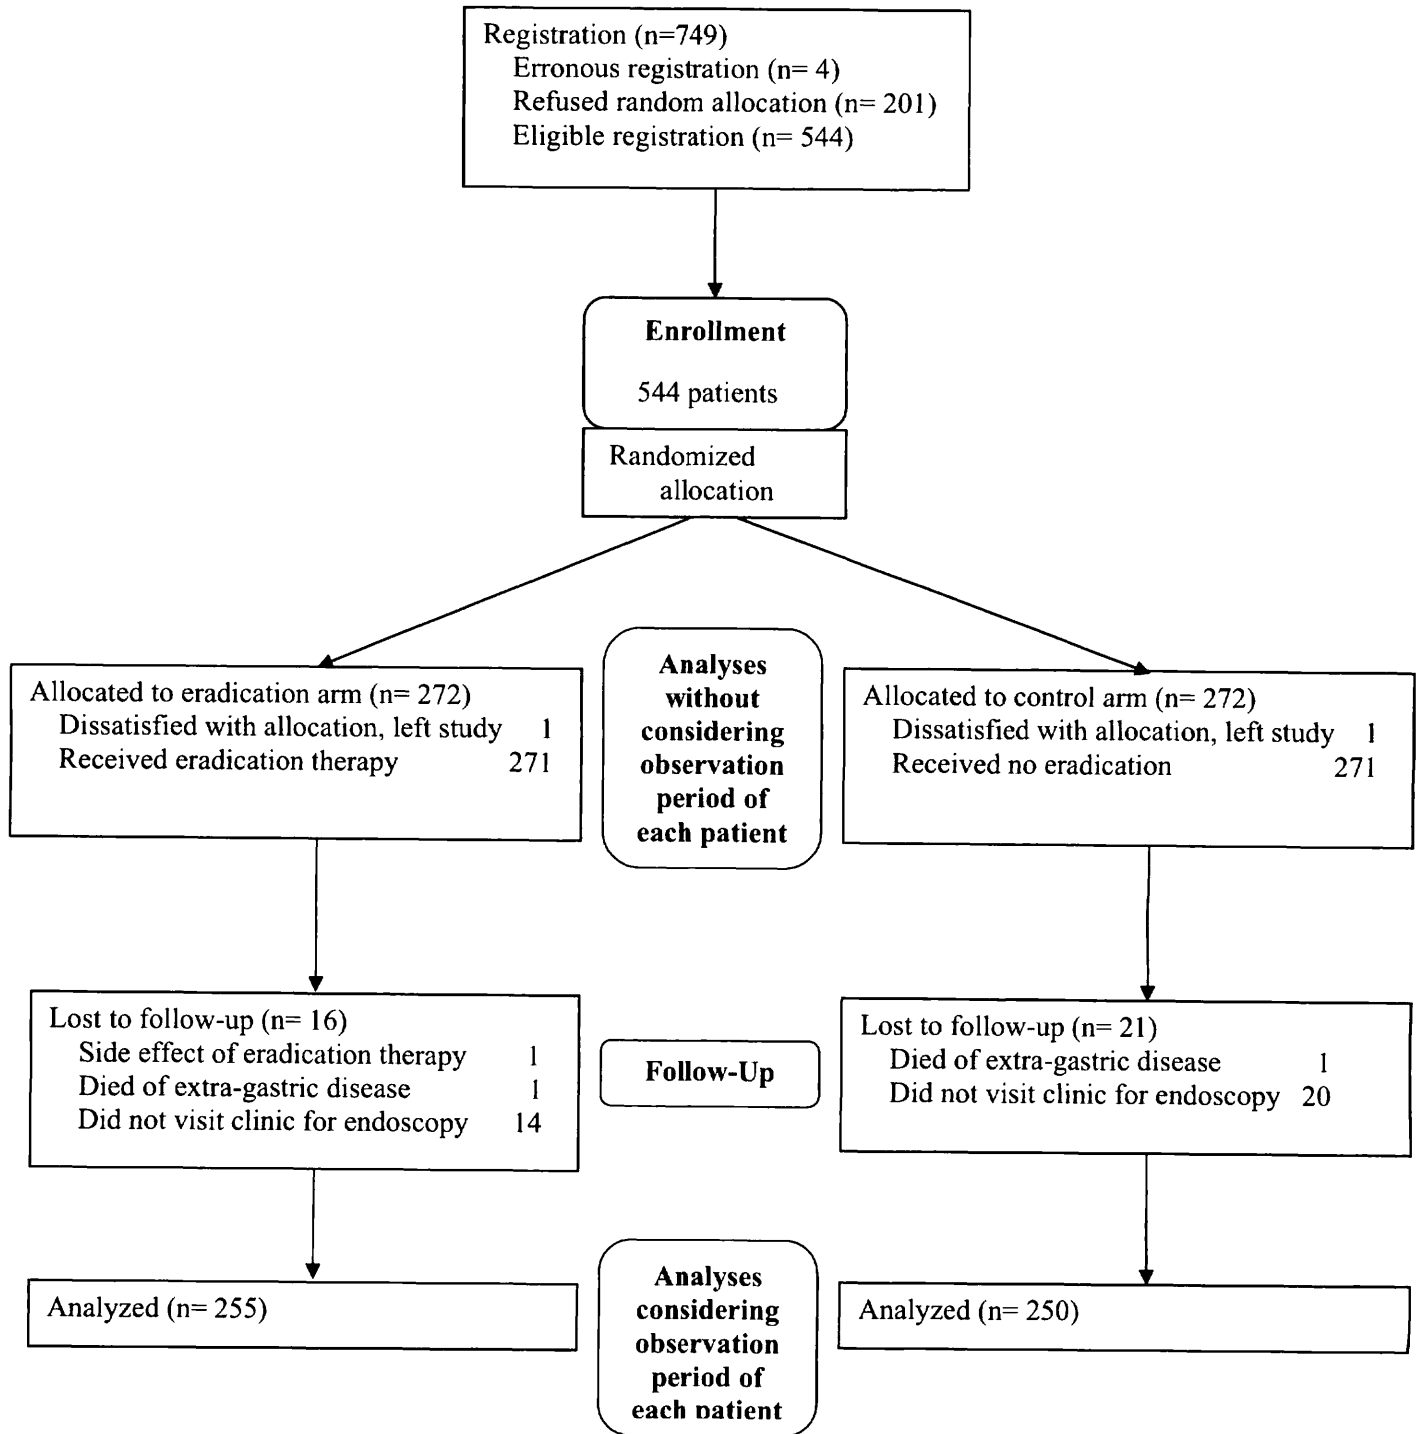 Registration (n=749)
Erronous registration (n= 4)
Refused random allocation (n= 201)
Eligible registration (n= 544)
Enrollment
544 patients
Randomized
allocation
Allocated to eradication arm (n= 272)
Dissatisfied with allocation, left study 1
Received eradication therapy 271
Analyses
without
considering
observation
period of
each patient
Allocated to control arm (n= 272)
Dissatisfied with allocation, left study 1
Received no eradication 271
Lost to follow-up (n= 16)
Side effect of eradication therapy 1
Died of extra-gastric disease 1
Did not visit clinic for endoscopy 14
Follow-Up
Lost to follow-up (n= 21)
Died of extra-gastric disease 1
Did not visit clinic for endoscopy 20
Analyzed (n= 255)
Analyses
considering
observation
period of
each patient
Analyzed (n= 250)